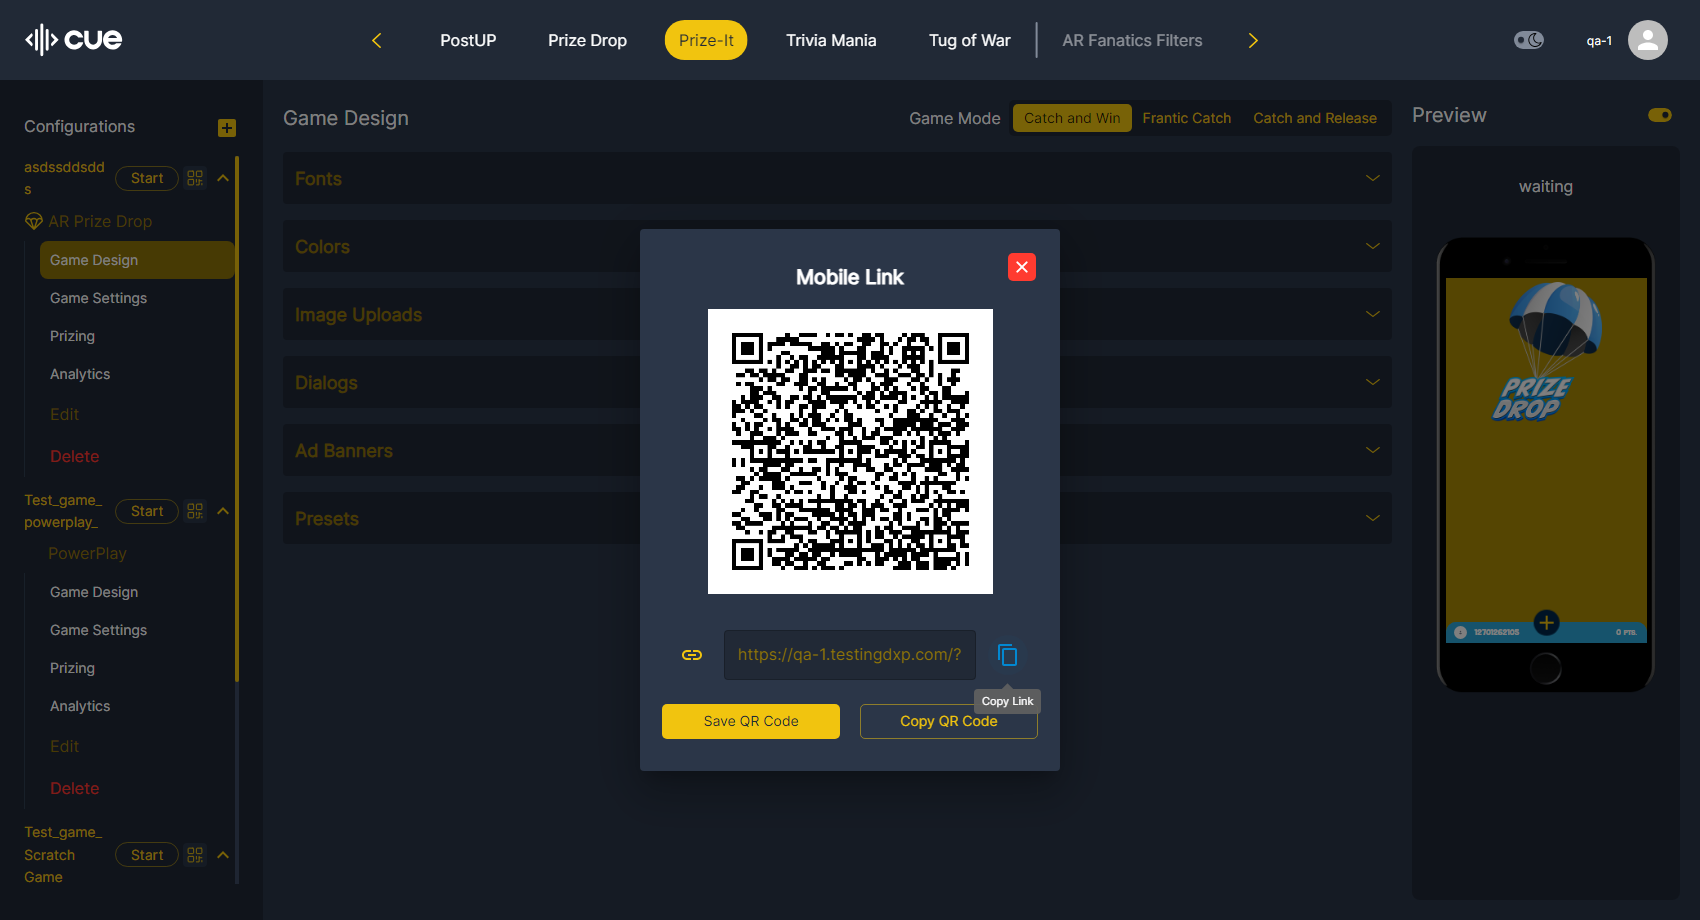 cue
PostUP
Prize Drop
Prize-It
Trivia Mania
Tug of War
AR Fanatics Filters
qa-1
Configurations
asdssddsdd
s
Start
AR Prize Drop
Game Design
Game Settings
Prizing
Analytics
Edit
Delete
Test_game_
powerplay_
Start
PowerPlay
Game Design
Game Settings
Prizing
Analytics
Edit
Delete
Test_game_
Scratch
Game
Start
Game Design
Game Mode
Catch and Win
Frantic Catch
Catch and Release
Fonts
Colors
Image Uploads
Dialogs
Ad Banners
Presets
Mobile Link
https://qa-1.testingdxp.com/?
Copy Link
Save QR Code
Copy QR Code
Preview
waiting
PRIZE
DROP
12701262105
0 PTS.